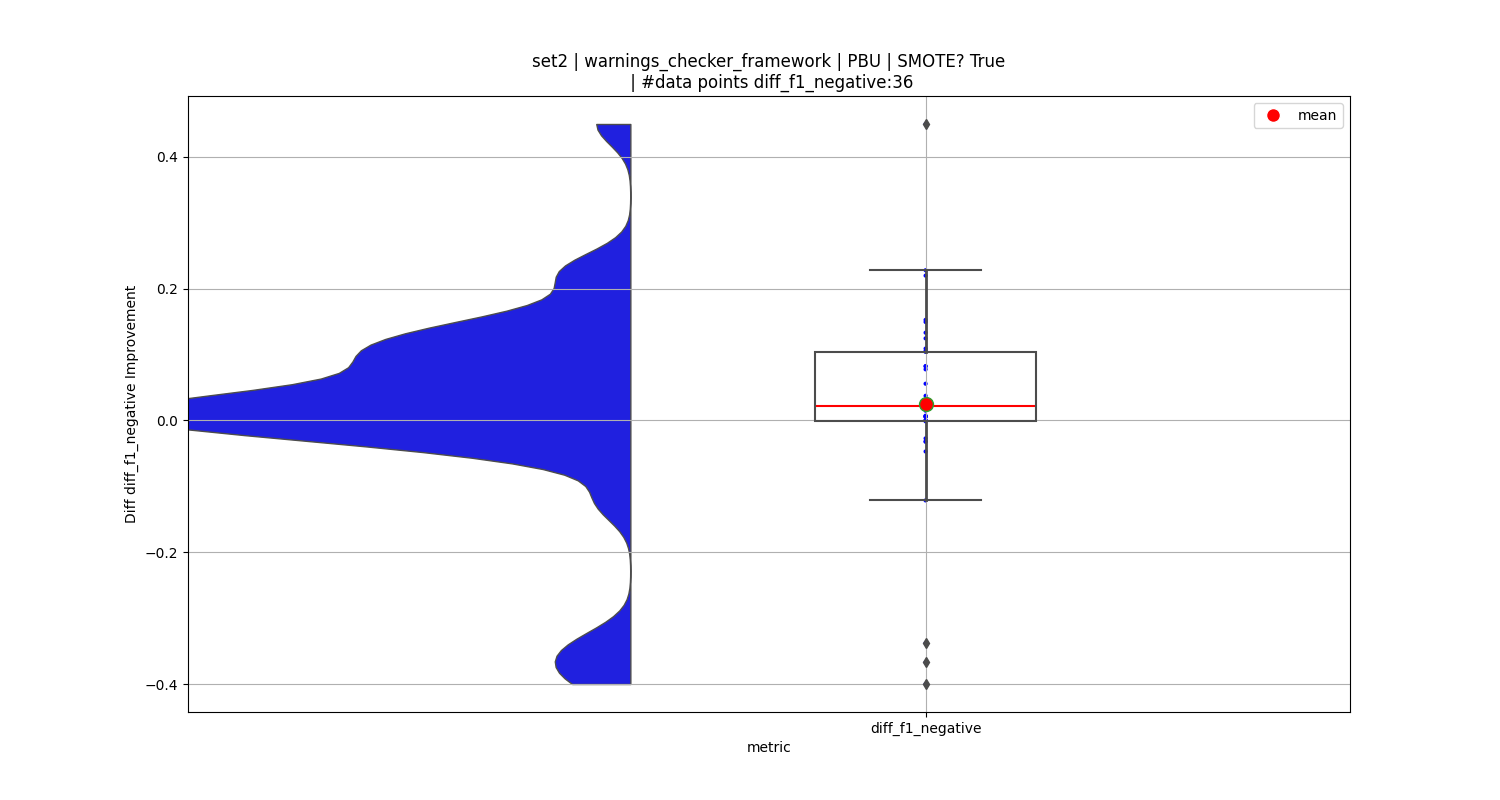 set2 | warnings_checker_framework | PBU | SMOTE? True
| #data points diff_f1_negative:36
mean
0.4
0.2
0.0
−0.2
−0.4
Diff diff_f1_negative Improvement
diff_f1_negative
metric